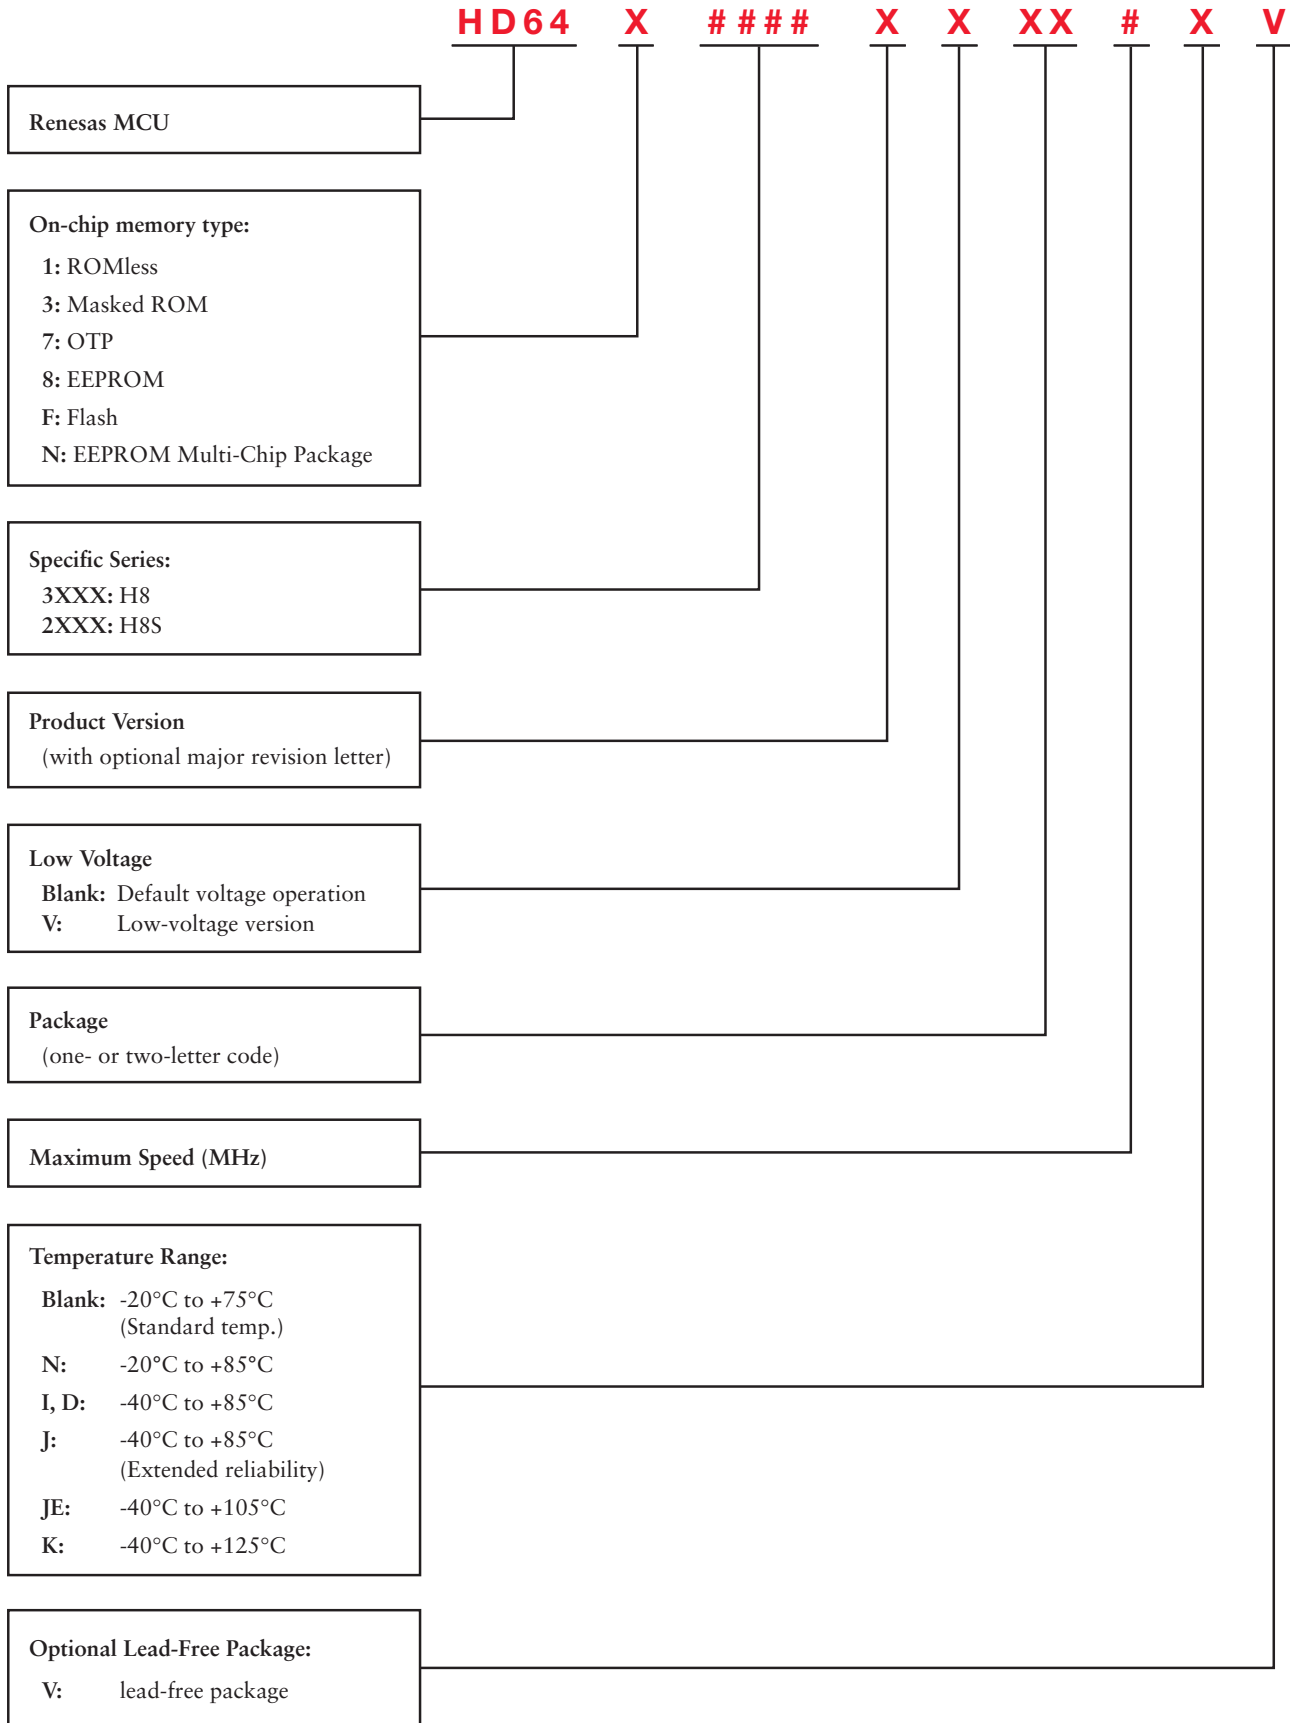 HD64 X #### X X XX # X V
Renesas MCU
On-chip memory type:
1: ROMless
3: Masked ROM
7: OTP
8: EEPROM
F: Flash
N: EEPROM Multi-Chip Package
Specific Series:
3XXX: H8
2XXX: H8S
Product Version
(with optional major revision letter)
Low Voltage
Blank: Default voltage operation
V: Low-voltage version
Package
(one- or two-letter code)
Maximum Speed (MHz)
Temperature Range:
Blank: -20°C to +75°C
(Standard temp.)
N: -20°C to +85°C
I, D: -40°C to +85°C
J: -40°C to +85°C
(Extended reliability)
JE: -40°C to +105°C
K: -40°C to +125°C
Optional Lead-Free Package:
V: lead-free package